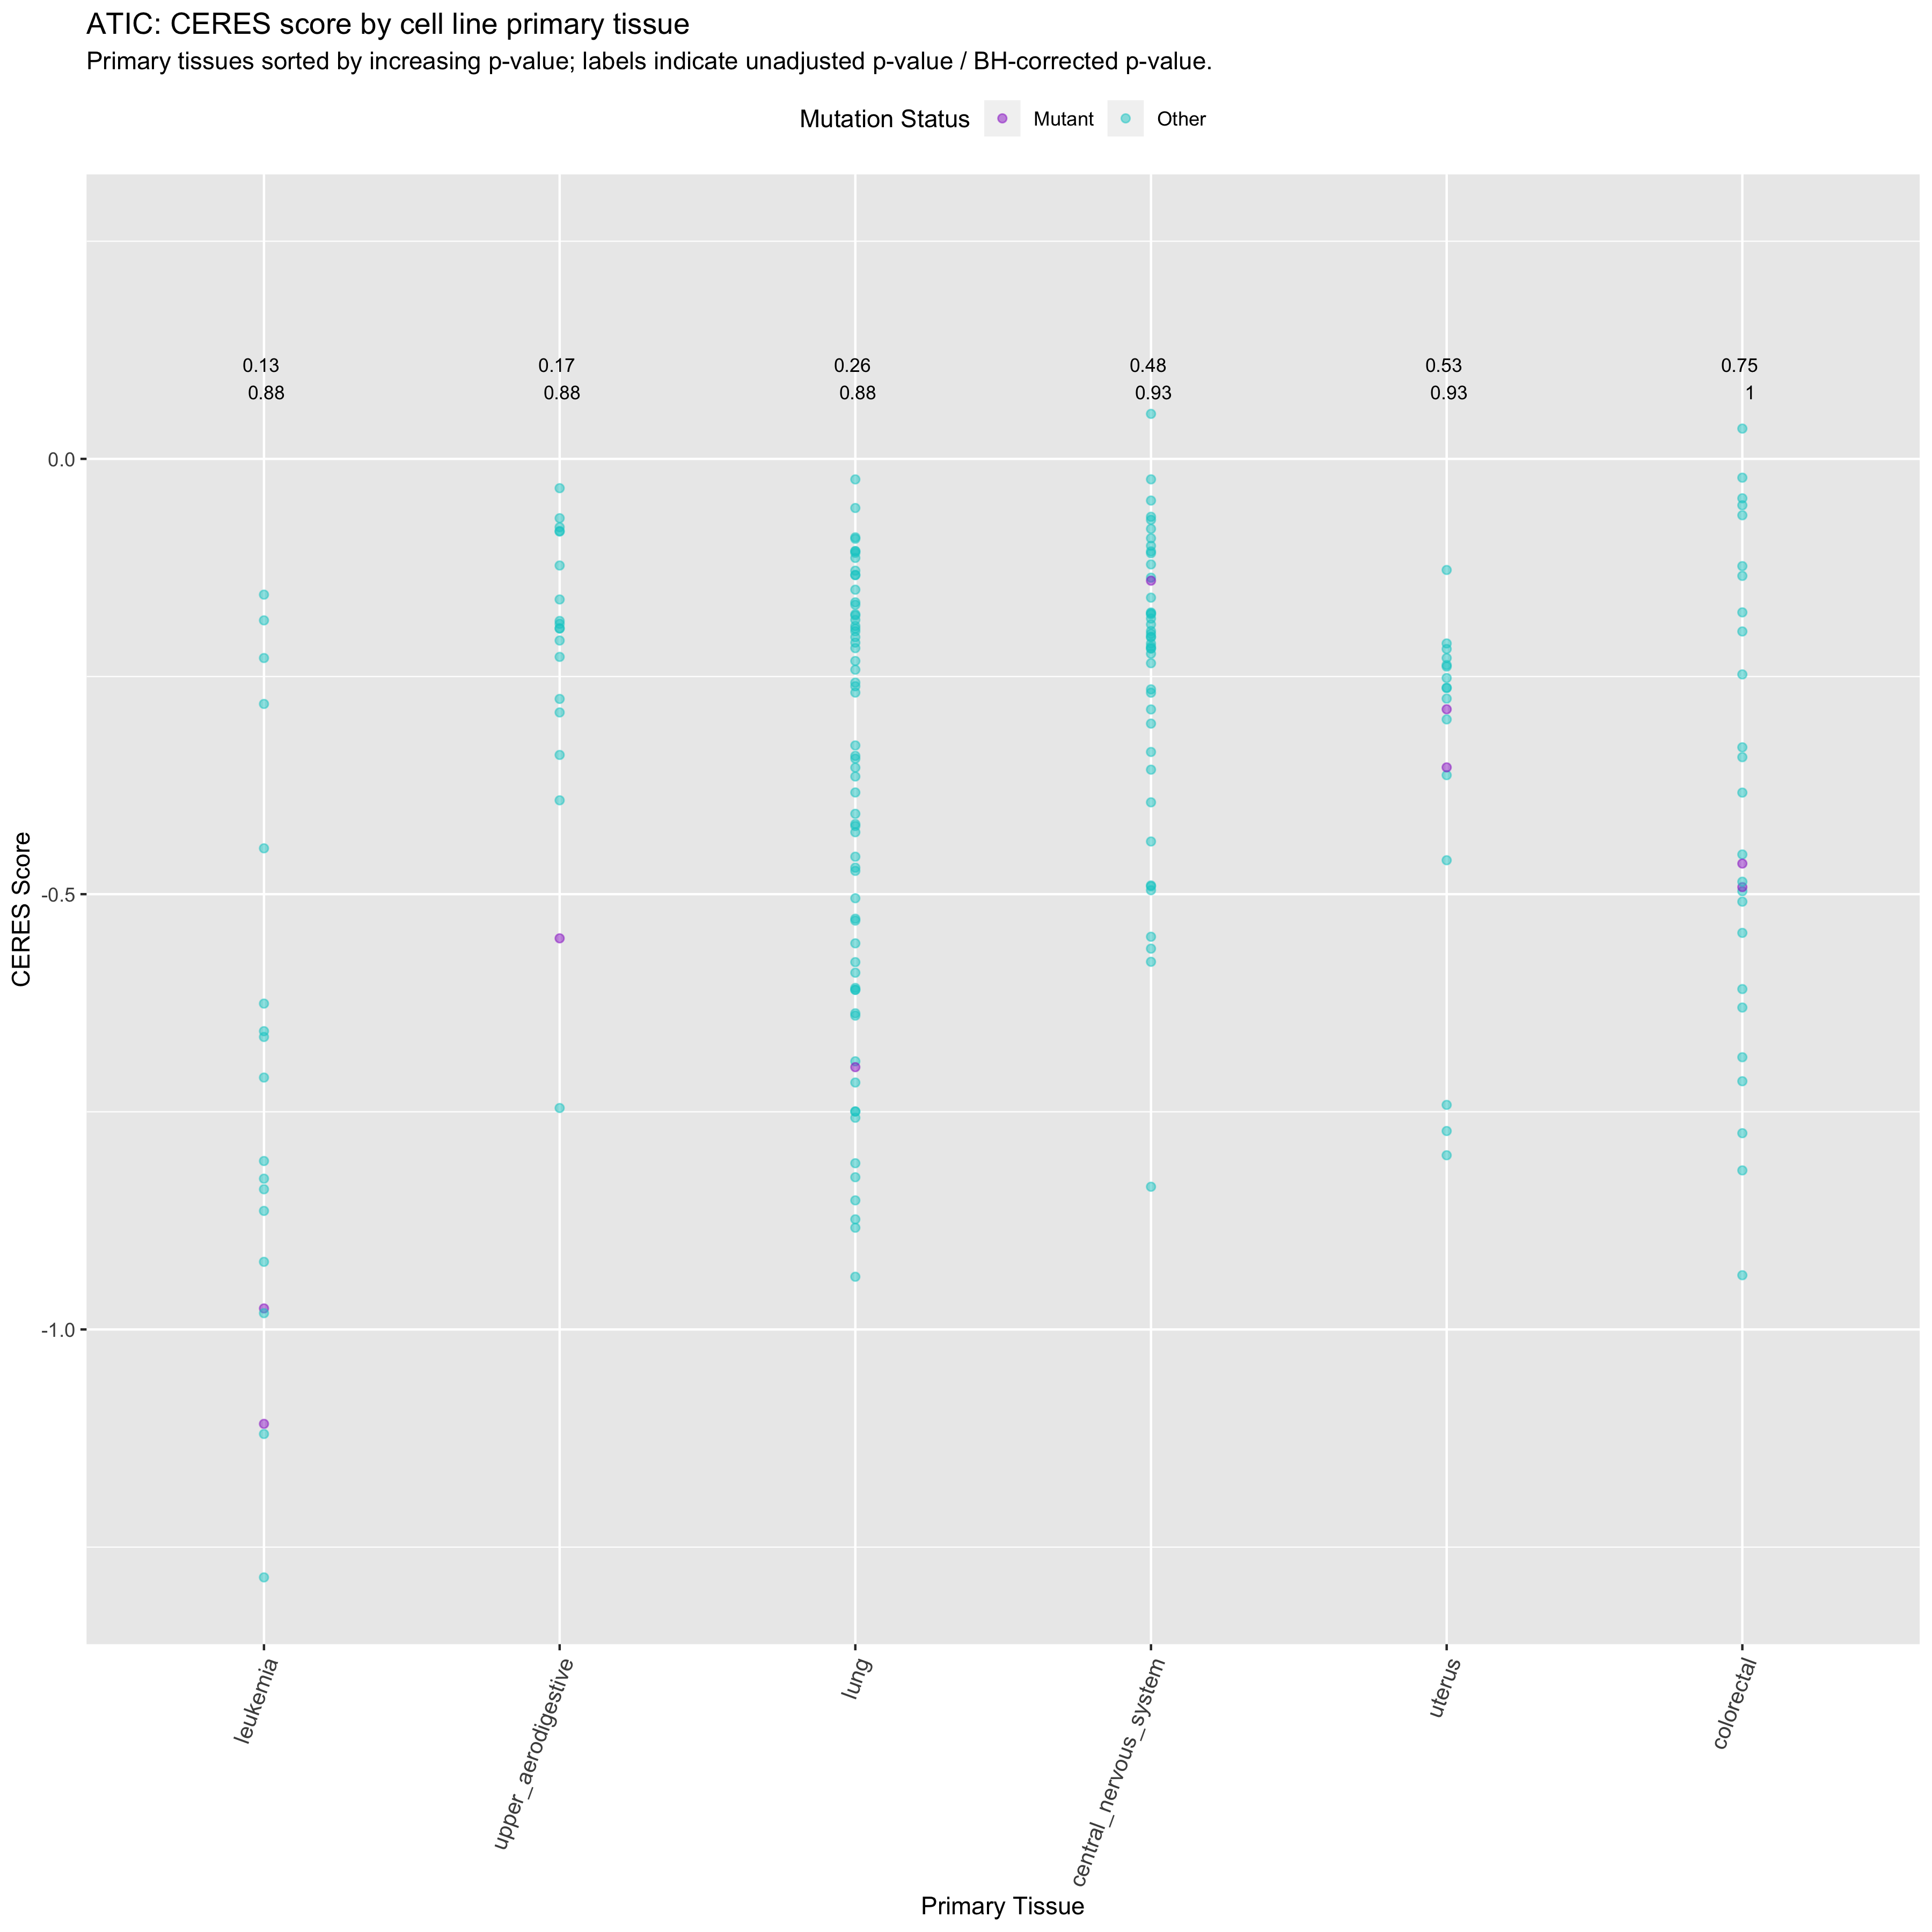 ATIC: CERES score by cell line primary tissue
Primary tissues sorted by increasing p-value; labels indicate unadjusted p-value / BH-corrected p-value.
Mutation Status Mutant Other
0.13 0.17 0.26 0.48 0.53 0.75
0.88 0.88 0.88 0.93 0.93 1
0.0
-0.5
-1.0
CERES Score
leukemia
upper_aerodigestive
lung
central_nervous_system
uterus
colorectal
Primary Tissue